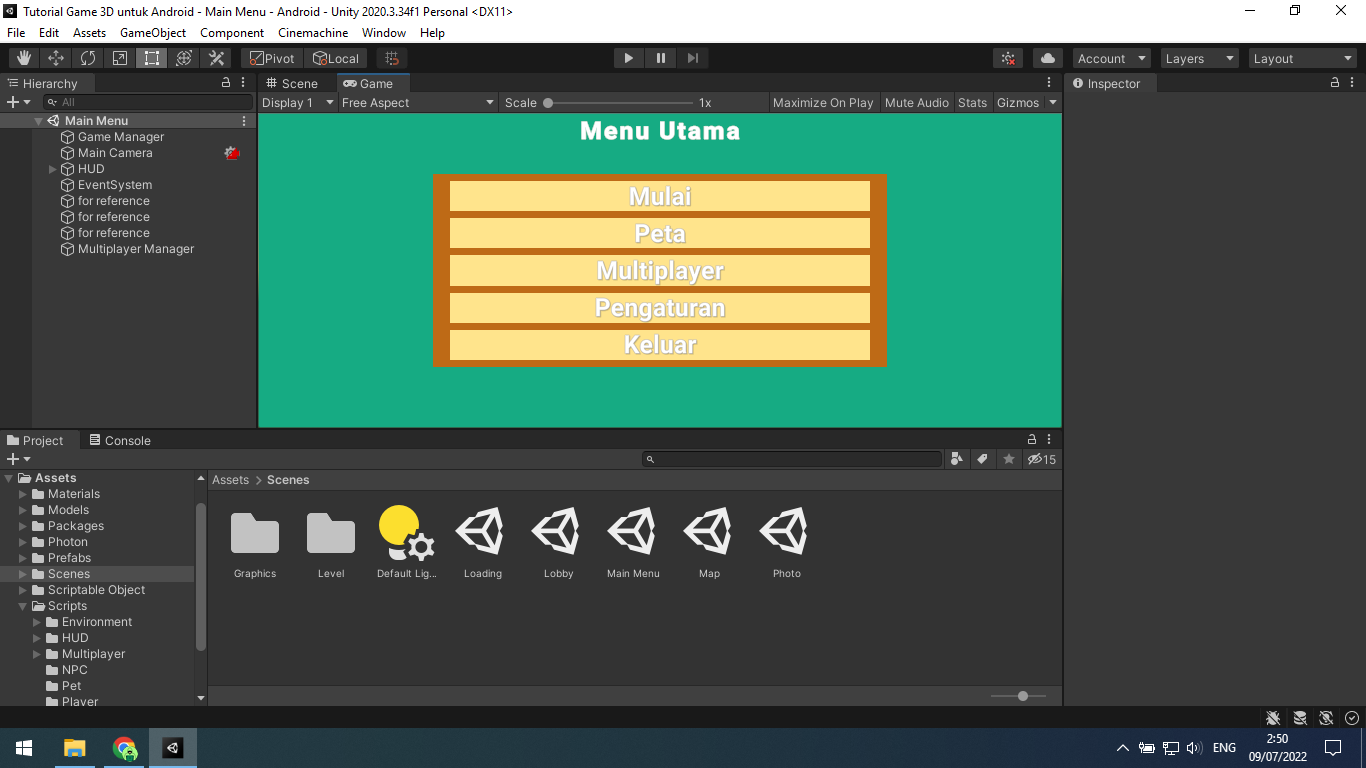 Tutorial Game 3D untuk Android - Main Menu - Android - Unity 2020.3.34f1 Personal <DX11>
File Edit Assets GameObject Component Cinemachine Window Help
Pivot Local Account Layers Layout
Hierarchy
Scene Game
Inspector
All
Display 1 Free Aspect Scale 1x Maximize On Play Mute Audio Stats Gizmos
Main Menu
Game Manager
Main Camera
HUD
EventSystem
for reference
for reference
for reference
Multiplayer Manager
Menu Utama
Mulai
Peta
Multiplayer
Pengaturan
Keluar
Project Console
15
Assets
Materials
Models
Packages
Photon
Prefabs
Scenes
Scriptable Object
Scripts
Environment
HUD
Multiplayer
NPC
Pet
Player
Assets > Scenes
Graphics Level Default Lig... Loading Lobby Main Menu Map Photo
ENG
2:50
09/07/2022